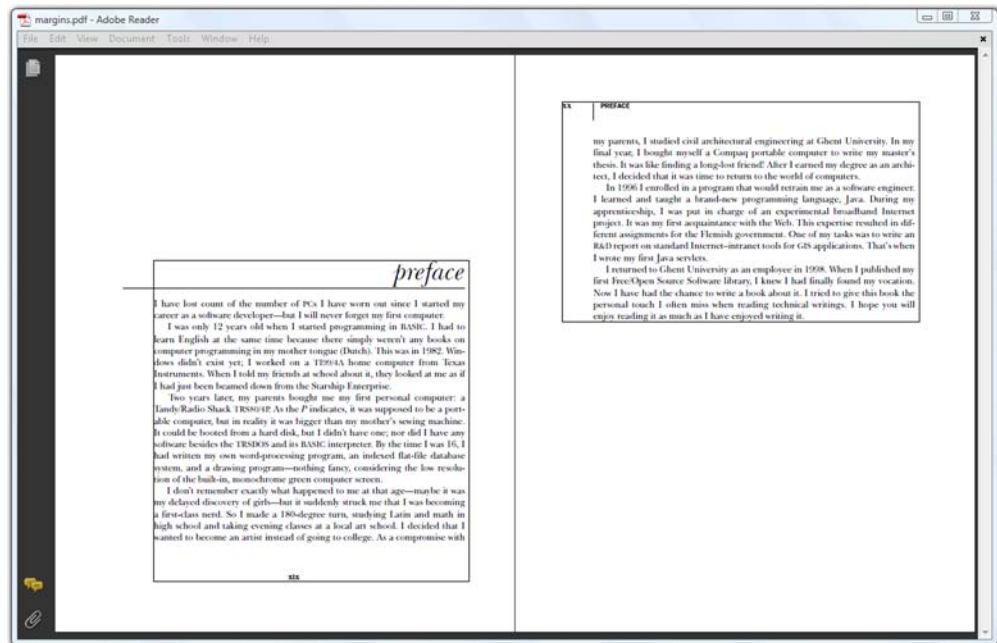 margins.pdf - Adobe Reader
File Edit View Document Tools Window Help
preface
I have lost count of the number of PCs I have worn out since I started my
career as a software developer—but I will never forget my first computer.
I was only 12 years old when I started programming in BASIC. I had to
learn English at the same time because there simply weren't any books on
computer programming in my mother tongue (Dutch). This was in 1982. Win-
dows didn't exist yet; I worked on a TI99/4A home computer from Texas
Instruments. When I told my friends at school about it, they looked at me as if
I had just been beamed down from the Starship Enterprise.
Two years later, my parents bought me my first personal computer: a
Tandy/Radio Shack TRS80/4P. As the P indicates, it was supposed to be a port-
able computer, but in reality it was bigger than my mother's sewing machine.
It could be booted from a hard disk, but I didn't have one; nor did I have any
software besides the TRSDOS and its BASIC interpreter. By the time I was 16, I
had written my own word-processing program, an indexed flat-file database
system, and a drawing program—nothing fancy, considering the low resolu-
tion of the built-in, monochrome green computer screen.
I don't remember exactly what happened to me at that age—maybe it was
my delayed discovery of girls—but it suddenly struck me that I was becoming
a first-class nerd. So I made a 180-degree turn, studying Latin and math in
high school and taking evening classes at a local art school. I decided that I
wanted to become an artist instead of going to college. As a compromise with
xix
xx PREFACE
my parents, I studied civil architectural engineering at Ghent University. In my
final year, I bought myself a Compaq portable computer to write my master's
thesis. It was like finding a long-lost friend! After I earned my degree as an archi-
tect, I decided that it was time to return to the world of computers.
In 1996 I enrolled in a program that would retrain me as a software engineer.
I learned and taught a brand-new programming language, Java. During my
apprenticeship, I was put in charge of an experimental broadband Internet
project. It was my first acquaintance with the Web. This expertise resulted in dif-
ferent assignments for the Flemish government. One of my tasks was to write an
R&D report on standard Internet–intranet tools for GIS applications. That's when
I wrote my first Java servlets.
I returned to Ghent University as an employee in 1998. When I published my
first Free/Open Source Software library, I knew I had finally found my vocation.
Now I have had the chance to write a book about it. I tried to give this book the
personal touch I often miss when reading technical writings. I hope you will
enjoy reading it as much as I have enjoyed writing it.